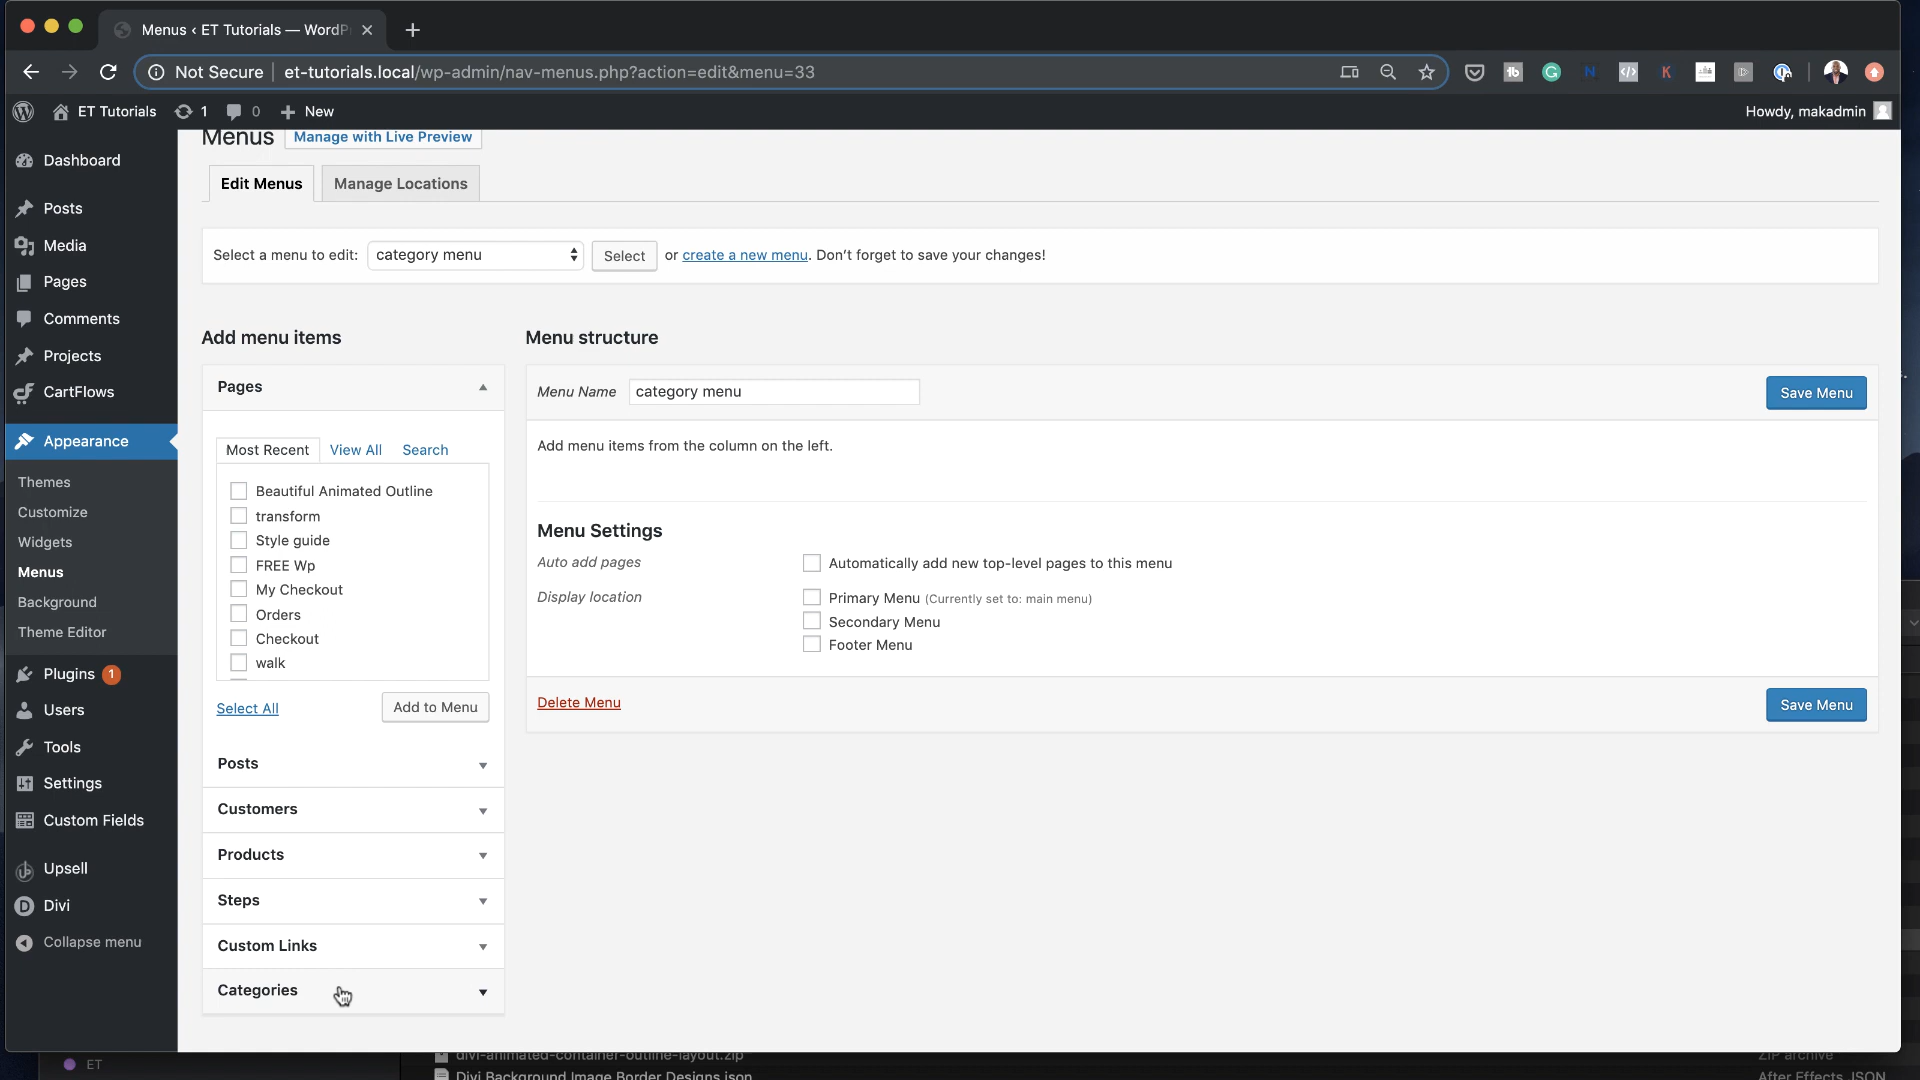 Menus ‹ ET Tutorials — WordP
Not Secure
et-tutorials.local/wp-admin/nav-menus.php?action=edit&menu=33
ET Tutorials
1
0
New
Howdy, makadmin
Dashboard
Posts
Media
Pages
Comments
Projects
CartFlows
Appearance
Themes
Customize
Widgets
Menus
Background
Theme Editor
Plugins 1
Users
Tools
Settings
Custom Fields
Upsell
Divi
Collapse menu
Menus
Manage with Live Preview
Edit Menus
Manage Locations
Select a menu to edit: category menu Select or create a new menu. Don't forget to save your changes!
Add menu items
Pages
Most Recent View All Search
Beautiful Animated Outline
transform
Style guide
FREE Wp
My Checkout
Orders
Checkout
walk
Select All
Add to Menu
Posts
Customers
Products
Steps
Custom Links
Categories
Menu structure
Menu Name category menu
Save Menu
Add menu items from the column on the left.
Menu Settings
Auto add pages
Automatically add new top-level pages to this menu
Display location
Primary Menu (Currently set to: main menu)
Secondary Menu
Footer Menu
Delete Menu
Save Menu
ET
divi-animated-container-outline-layout.zip
ZIP archive
Divi Background Image Border Designs.json
After Effects JSON